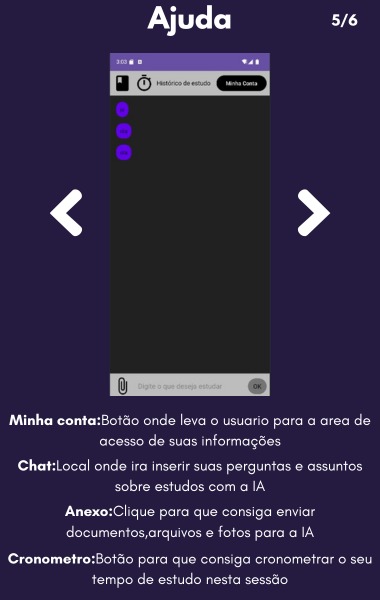 Ajuda
5/6
3:03
Histórico de estudo
Minha Conta
Digite o que deseja estudar
OK
Minha conta:Botão onde leva o usuario para a area de
acesso de suas informações
Chat:Local onde ira inserir suas perguntas e assuntos
sobre estudos com a IA
Anexo:Clique para que consiga enviar
documentos,arquivos e fotos para a IA
Cronometro:Botão para que consiga cronometrar o seu
tempo de estudo nesta sessão